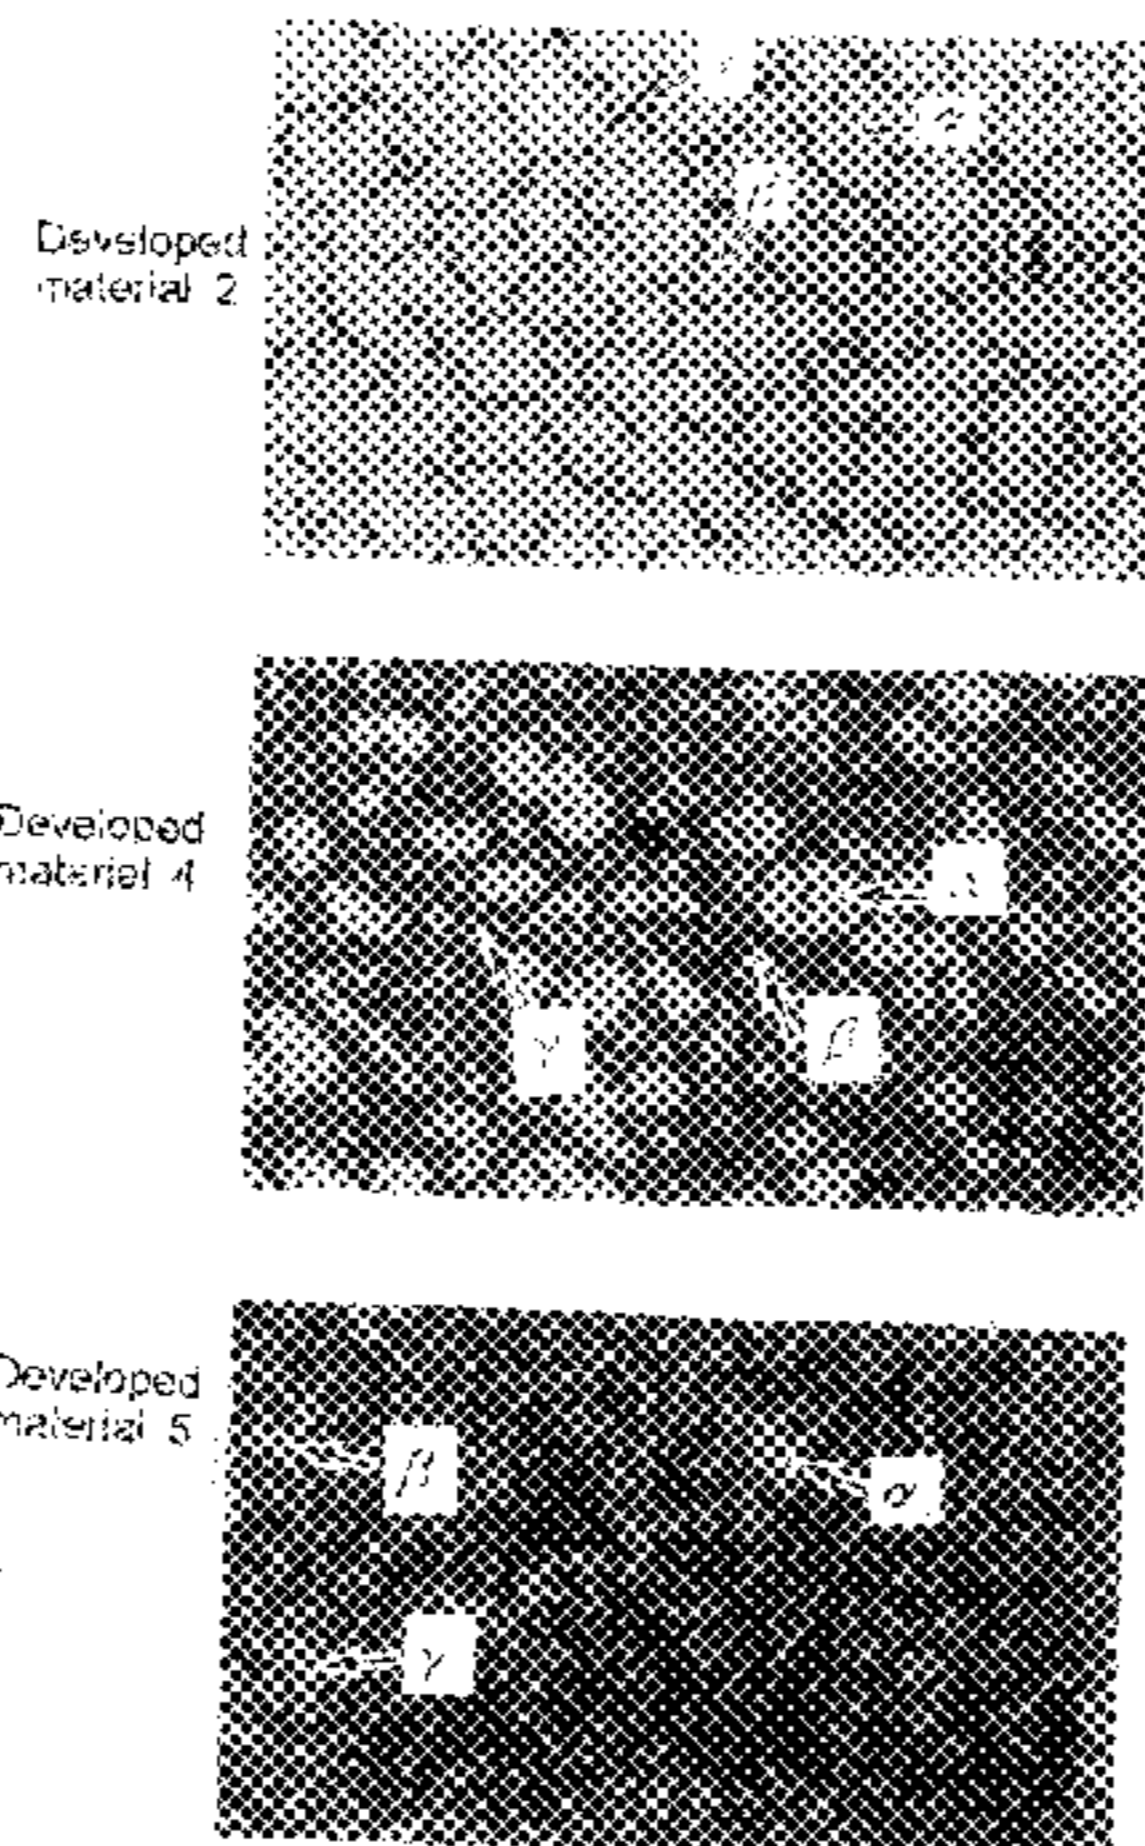 γ
α
β
Developed
material 2
Developed
material 4
α
γ
β
Developed
material 5
β
α
γ